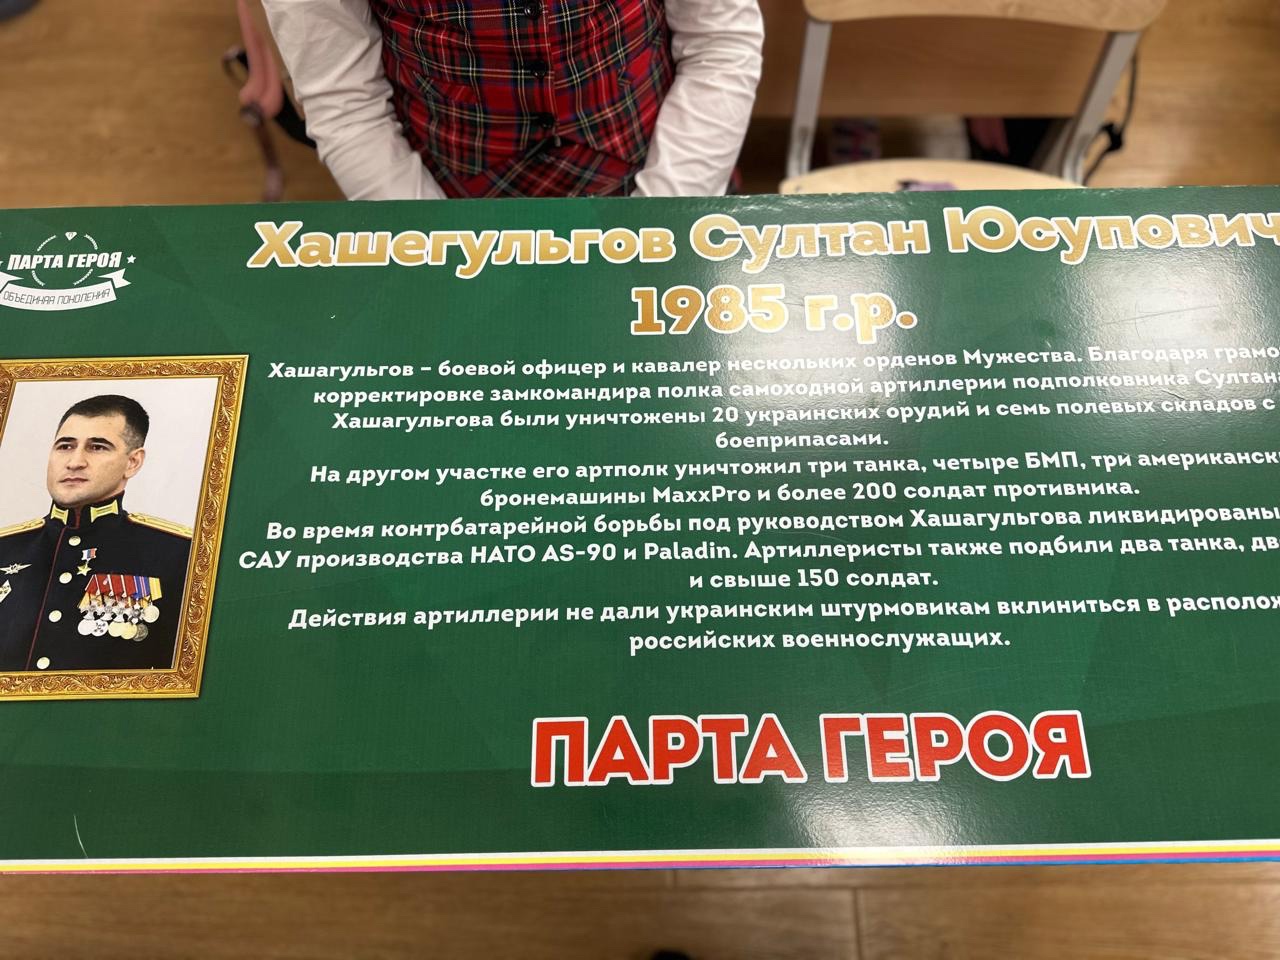 ПАРТА ГЕРОЯ
ОБЪЕДИНЯЯ ПОКОЛЕНИЯ
Хашегульгов Султан Юсупович
1985 г.р.
Хашагульгов – боевой офицер и кавалер нескольких орденов Мужества. Благодаря
корректировке замкомандира полка самоходной артиллерии подполковника Султана
Хашагульгова были уничтожены 20 украинских орудий и семь полевых складов с
боеприпасами.
На другом участке его артполк уничтожил три танка, четыре БМП, три
бронемашины MaxxPro и более 200 солдат противника.
Во время контрбатарейной борьбы под руководством Хашагульгова ликвидированы
САУ производства НАТО AS-90 и Paladin. Артиллеристы также подбили два танка,
и свыше 150 солдат.
Действия артиллерии не дали украинским штурмовикам вклиниться в
российских военнослужащих.
ПАРТА ГЕРОЯ